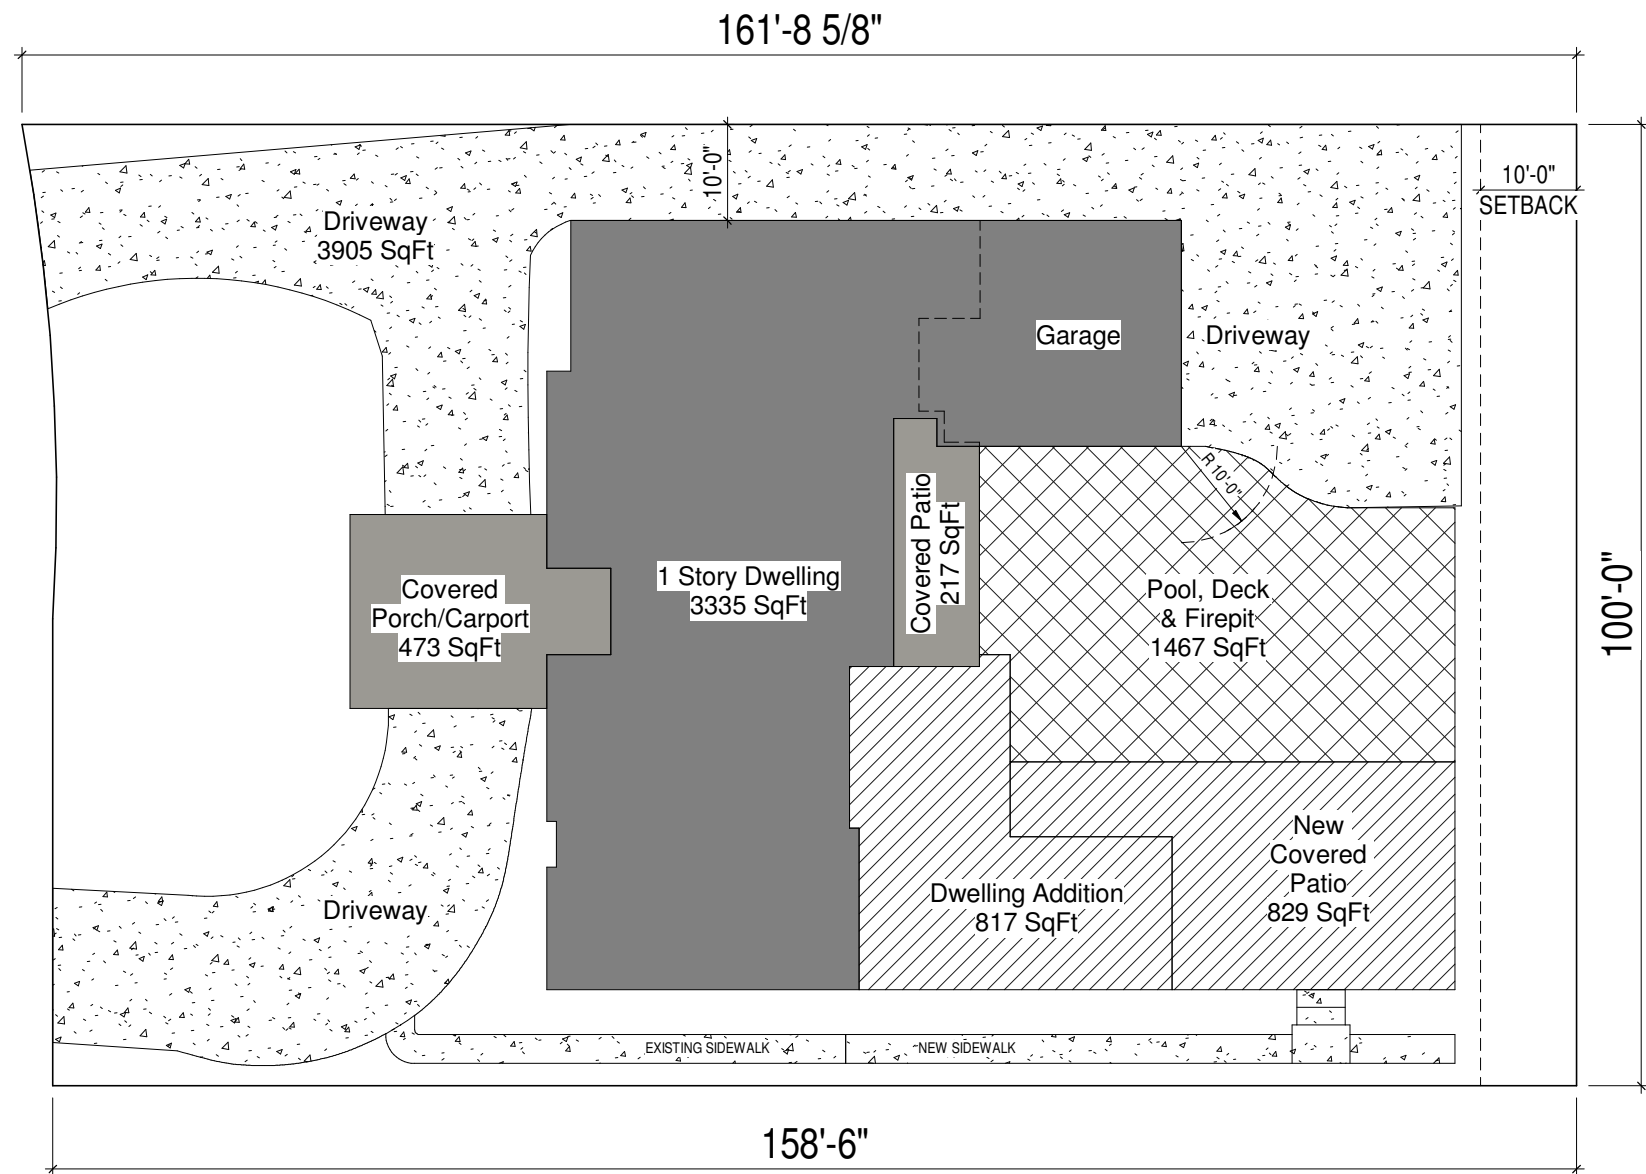 161'-8 5/8"
10'-0"
10'-0"
SETBACK
Driveway
3905 SqFt
Garage
Driveway
R 10'-0"
Covered Patio
217 SqFt
1 Story Dwelling
3335 SqFt
Covered
Porch/Carport
473 SqFt
Pool, Deck
& Firepit
1467 SqFt
100'-0"
New
Covered
Patio
829 SqFt
Dwelling Addition
817 SqFt
Driveway
EXISTING SIDEWALK
NEW SIDEWALK
158'-6"